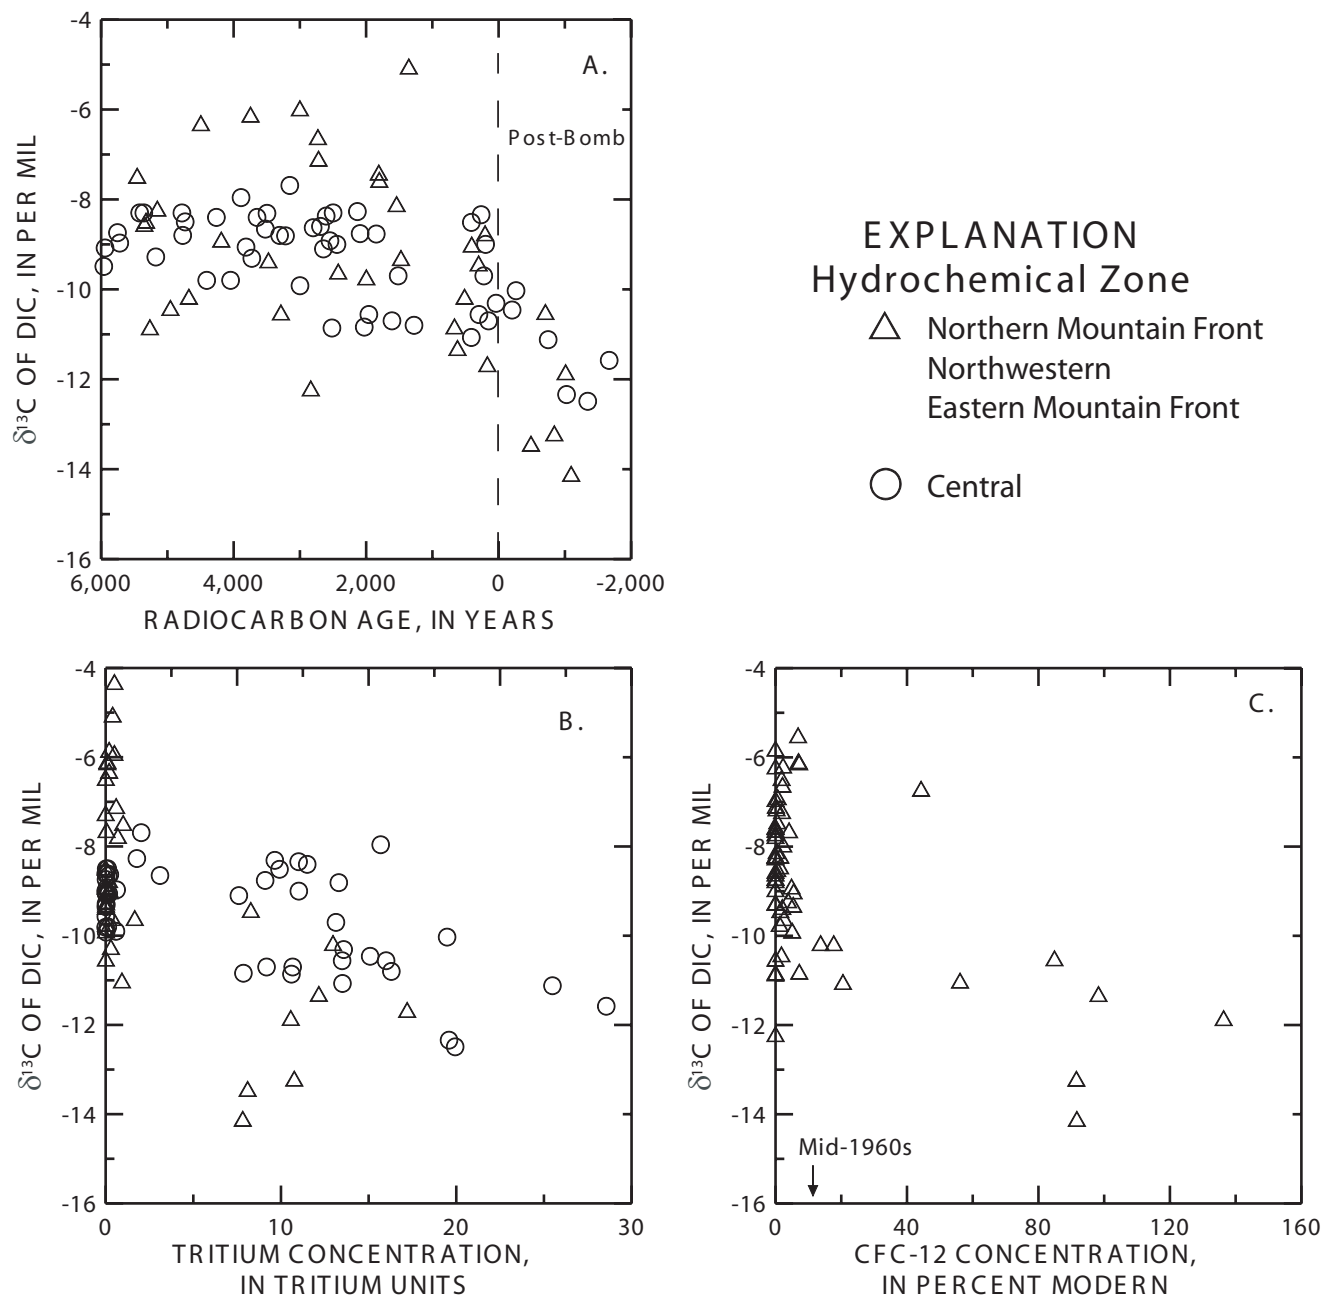 -4
-6
-8
-10
-12
-14
-16
δ13C OF DIC, IN PER MIL
A.
Post-Bomb
6,000 4,000 2,000 0 -2,000
RADIOCARBON AGE, IN YEARS
EXPLANATION
Hydrochemical Zone
Northern Mountain Front
Northwestern
Eastern Mountain Front
Central
-4
-6
-8
-10
-12
-14
-16
δ13C OF DIC, IN PER MIL
B.
0 10 20 30
TRITIUM CONCENTRATION,
IN TRITIUM UNITS
-4
-6
-8
-10
-12
-14
-16
δ13C OF DIC, IN PER MIL
C.
Mid-1960s
0 40 80 120 160
CFC-12 CONCENTRATION,
IN PERCENT MODERN